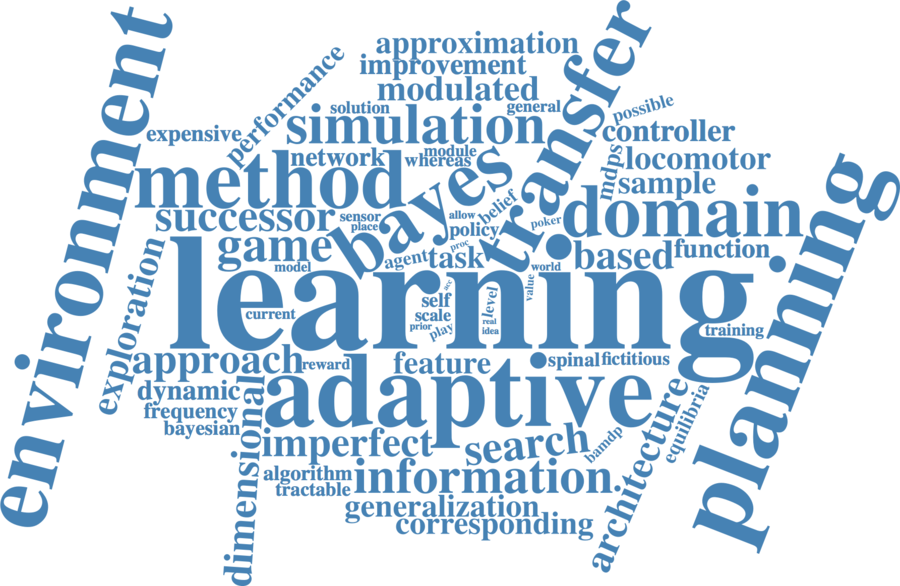 environment
transfer
approximation
improvement
modulated
performance
solution
general
possible
expensive
simulation
controller
network
module
whereas
mdps
locomotor
method
bayes
sample
planning
successor
sensor
place
allow
belief
policy
poker
domain
game
proc
agent
task
based
function
exploration
model
world
learning
value
acc
self
level
current
scale
prior
play
real
idea
training
approach
reward
feature
spinal
fictitious
dynamic
adaptive
frequency
bayesian
dimensional
architecture
equilibria
imperfect
search
bamdp
algorithm
tractable
information
generalization
corresponding